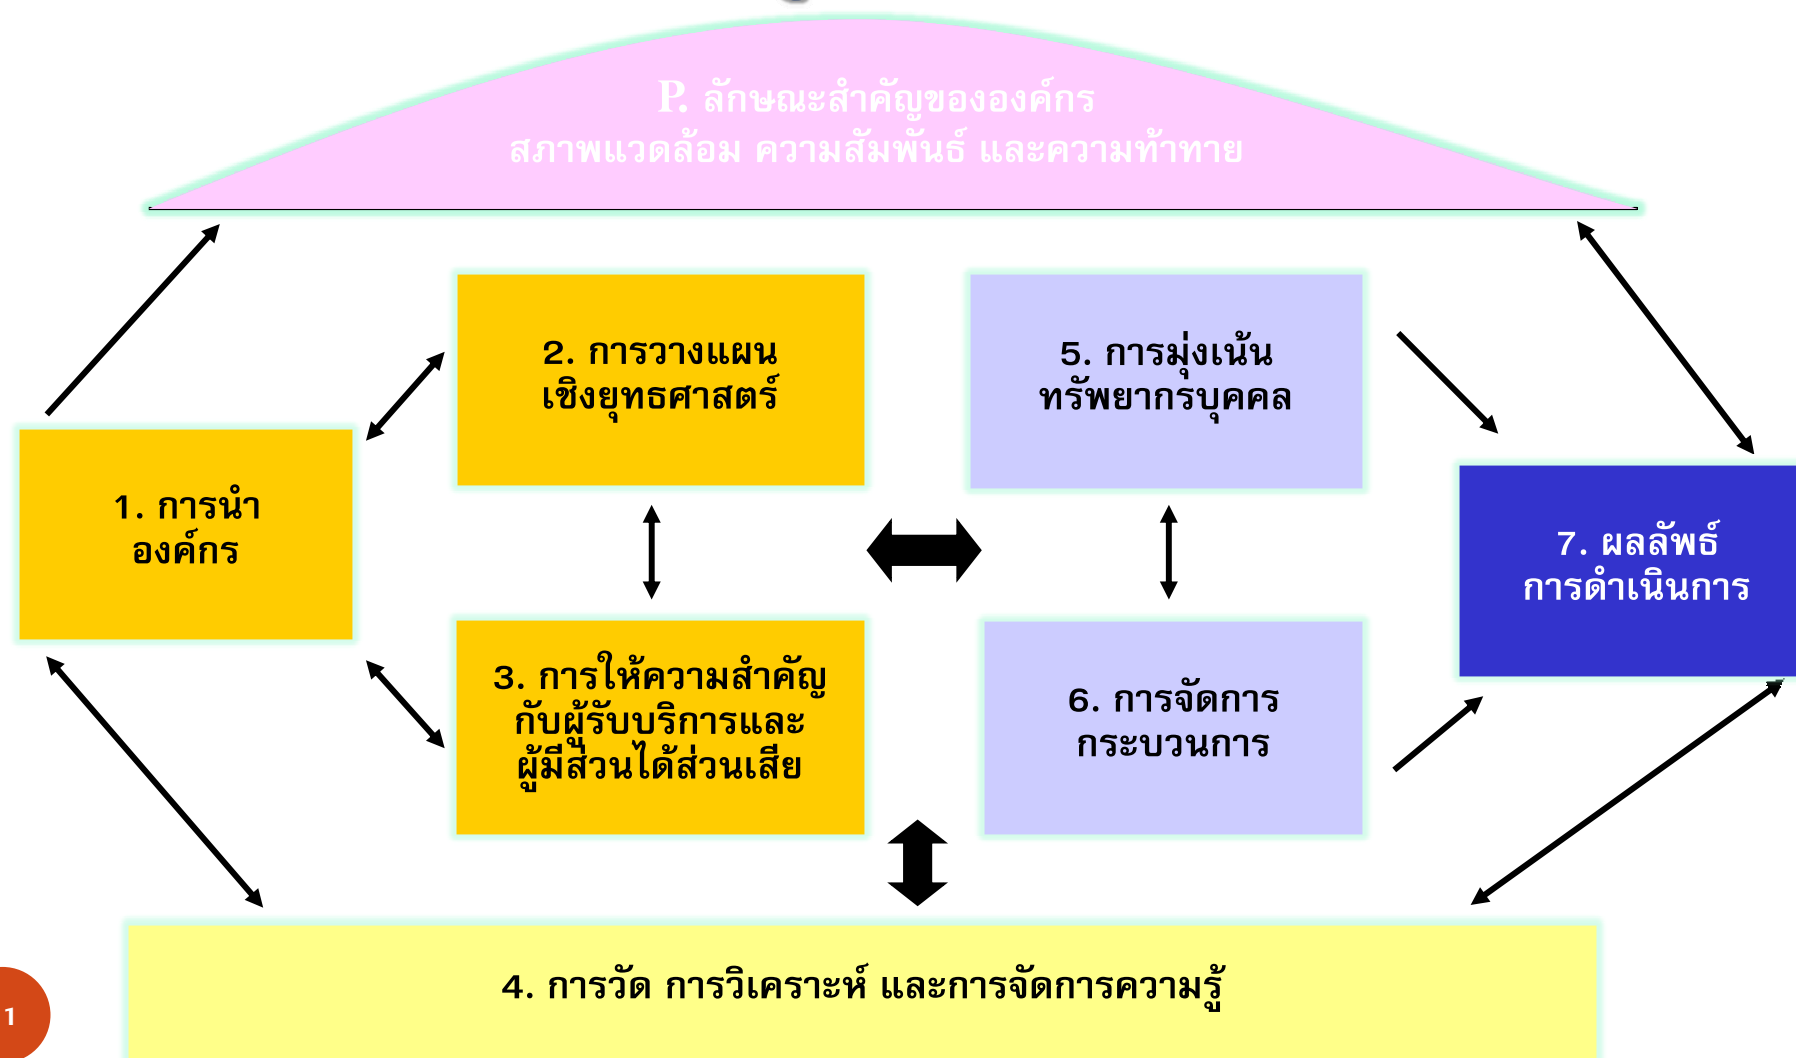 P. ลักษณะสำคัญขององค์กร
สภาพแวดล้อม ความสัมพันธ์ และความท้าทาย
2. การวางแผน
เชิงยุทธศาสตร์
5. การมุ่งเน้น
ทรัพยากรบุคคล
1. การนำ
องค์กร
7. ผลลัพธ์
การดำเนินการ
3. การให้ความสำคัญ
กับผู้รับบริการและ
ผู้มีส่วนได้ส่วนเสีย
6. การจัดการ
กระบวนการ
4. การวัด การวิเคราะห์ และการจัดการความรู้
1